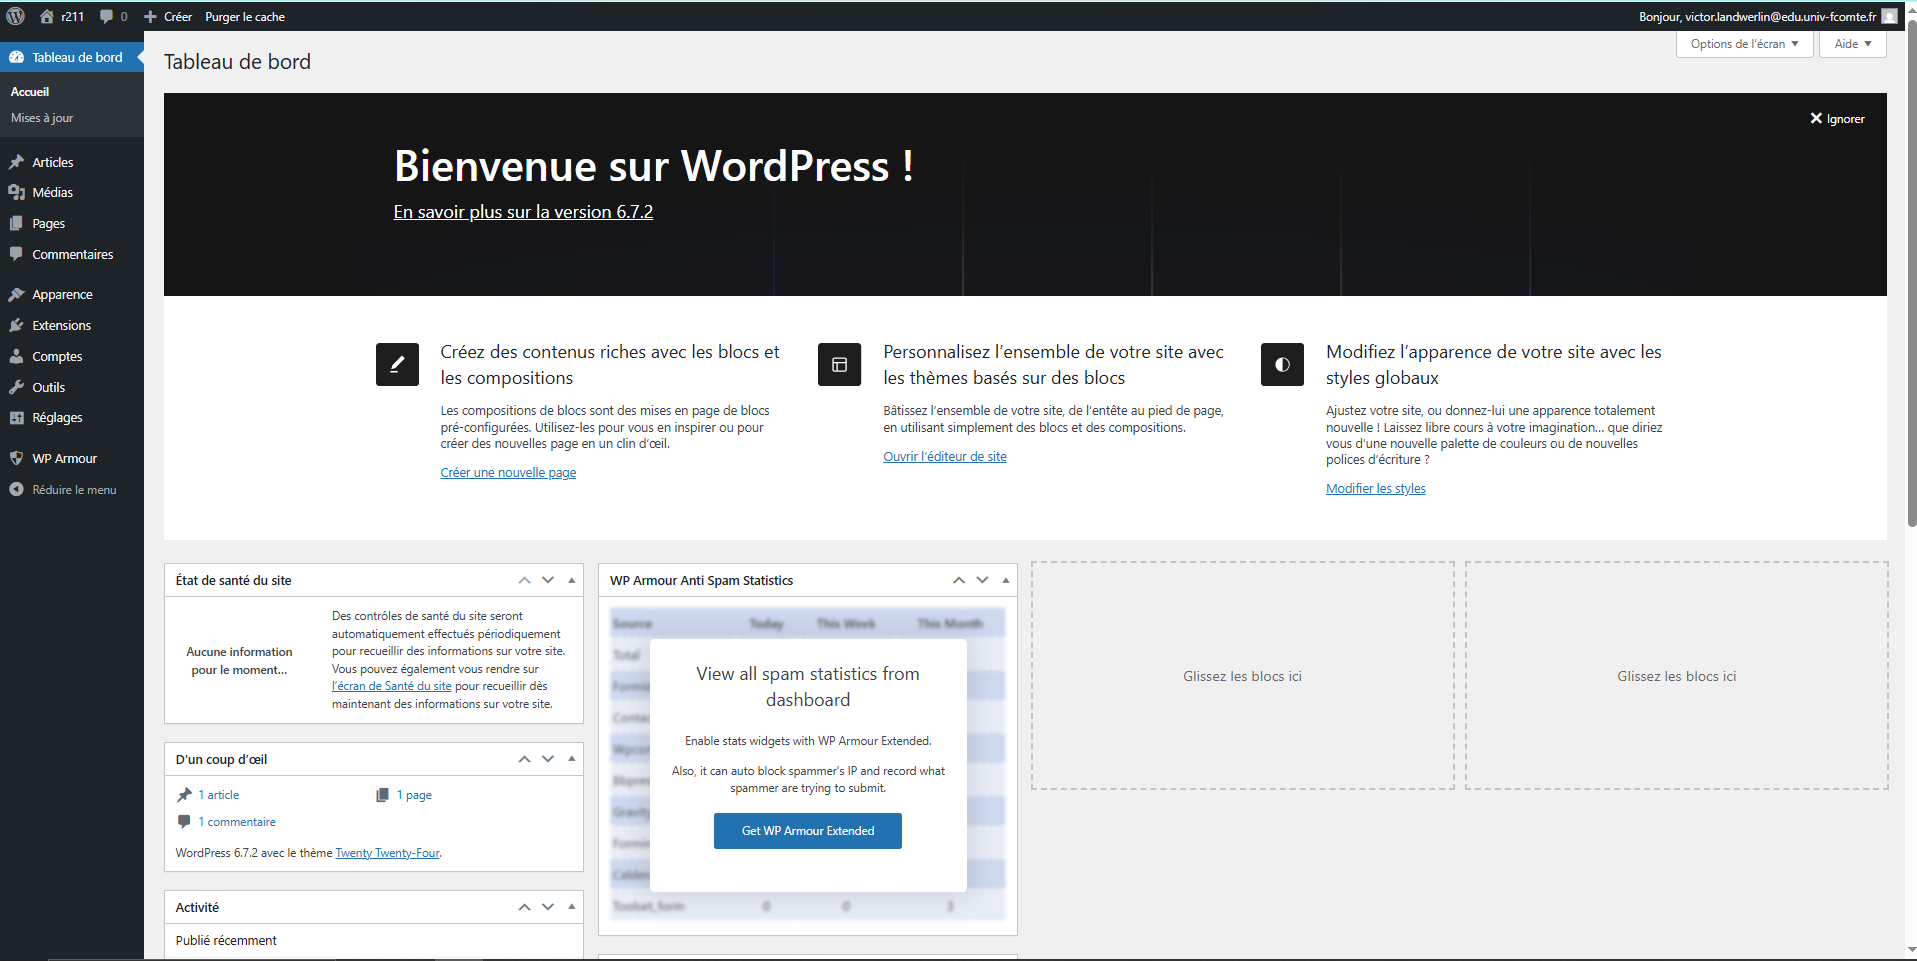 r211
0
Créer
Purger le cache
Bonjour, victor.landwerlin@edu.univ-fcomte.fr
Tableau de bord
Accueil
Mises à jour
Articles
Médias
Pages
Commentaires
Apparence
Extensions
Comptes
Outils
Réglages
WP Armour
Réduire le menu
Options de l'écran
Aide
Tableau de bord
Ignorer
Bienvenue sur WordPress !
En savoir plus sur la version 6.7.2
Créez des contenus riches avec les blocs et
les compositions
Les compositions de blocs sont des mises en page de blocs
pré-configurées. Utilisez-les pour vous en inspirer ou pour
créer des nouvelles page en un clin d'œil.
Créer une nouvelle page
Personnalisez l'ensemble de votre site avec
les thèmes basés sur des blocs
Bâtissez l'ensemble de votre site, de l'entête au pied de page,
en utilisant simplement des blocs et des compositions.
Ouvrir l'éditeur de site
Modifiez l'apparence de votre site avec les
styles globaux
Ajustez votre site, ou donnez-lui une apparence totalement
nouvelle ! Laissez libre cours à votre imagination... que diriez
vous d'une nouvelle palette de couleurs ou de nouvelles
polices d'écriture ?
Modifier les styles
État de santé du site
Aucune information
pour le moment...
Des contrôles de santé du site seront
automatiquement effectués périodiquement
pour recueillir des informations sur votre site.
Vous pouvez également vous rendre sur
l'écran de Santé du site pour recueillir dès
maintenant des informations sur votre site.
D'un coup d'œil
1 article
1 page
1 commentaire
WordPress 6.7.2 avec le thème Twenty Twenty-Four.
Activité
Publié récemment
WP Armour Anti Spam Statistics
Source Today This Week This Month
Total
View all spam statistics from
dashboard
Enable stats widgets with WP Armour Extended.
Also, it can auto block spammer's IP and record what
spammer are trying to submit.
Get WP Armour Extended
Toolset_form 0 0 3
Glissez les blocs ici
Glissez les blocs ici